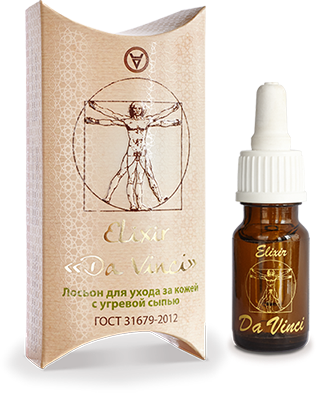 Elixir
«Da Vinci»
Лосьон для ухода за кожей
с угревой сыпью
ГОСТ 31679-2012
Elixir
Da Vinci